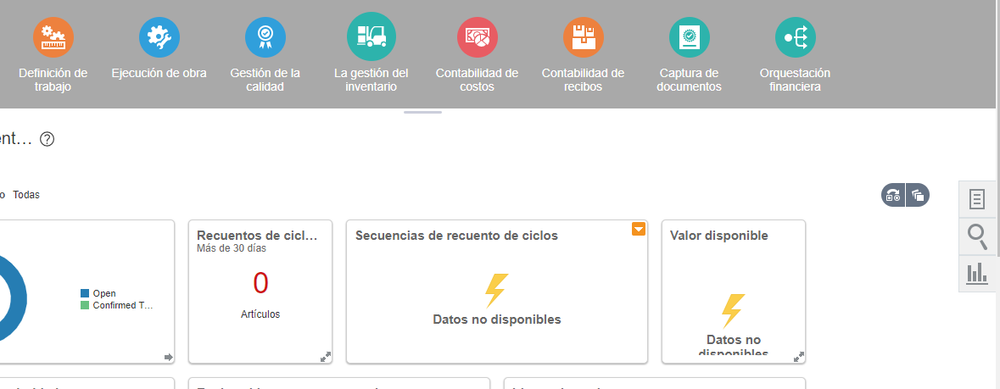 Definición de
trabajo
Ejecución de obra
Gestión de la
calidad
La gestión del
inventario
Contabilidad de
costos
Contabilidad de
recibos
Captura de
documentos
Orquestación
financiera
ent... ?
o Todas
Open
Confirmed T...
Recuentos de cicl...
Más de 30 días
0
Artículos
Secuencias de recuento de ciclos
Datos no disponibles
Valor disponible
Datos no
disponibles